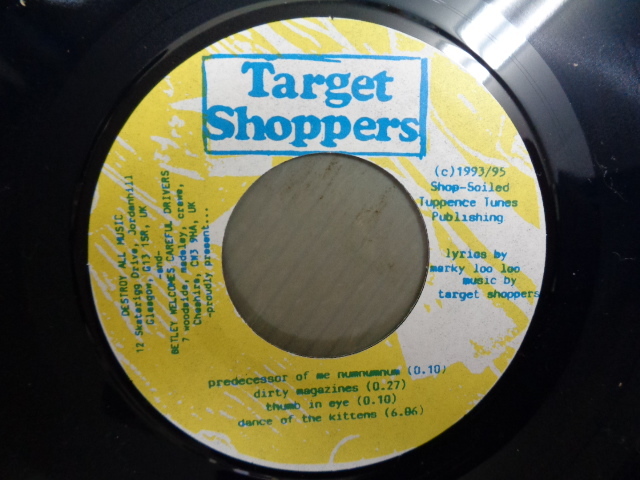 Target
Shoppers
(c)1993/95
Shop-Soiled
Tuppence Tunes
Publishing
lyrics by
marky loo loo
music by
target shoppers
DESTROY ALL MUSIC
12 Skaterigg Drive, Jordanhill
Glasgow, G13 1SR, UK
-and-
BETLEY WELCOMES CAREFUL DRIVERS
7 woodside, madeley, crewe,
Cheshire, CW3 9HA, UK
-proudly present...
predecessor of me numnumnum (0.10)
dirty magazines (0.27)
thumb in eye (0.10)
dance of the kittens (6.06)